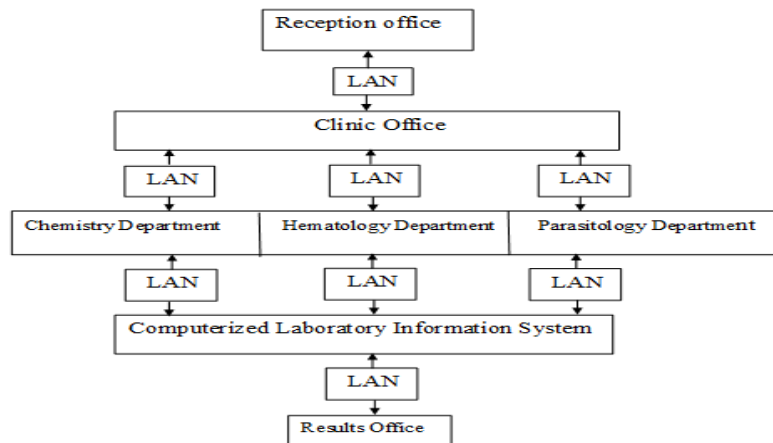 Reception office
LAN
Clinic Office
LAN LAN LAN
Chemistry Department Hematology Department Parasitology Department
LAN LAN LAN
Computerized Laboratory Information System
LAN
Results Office